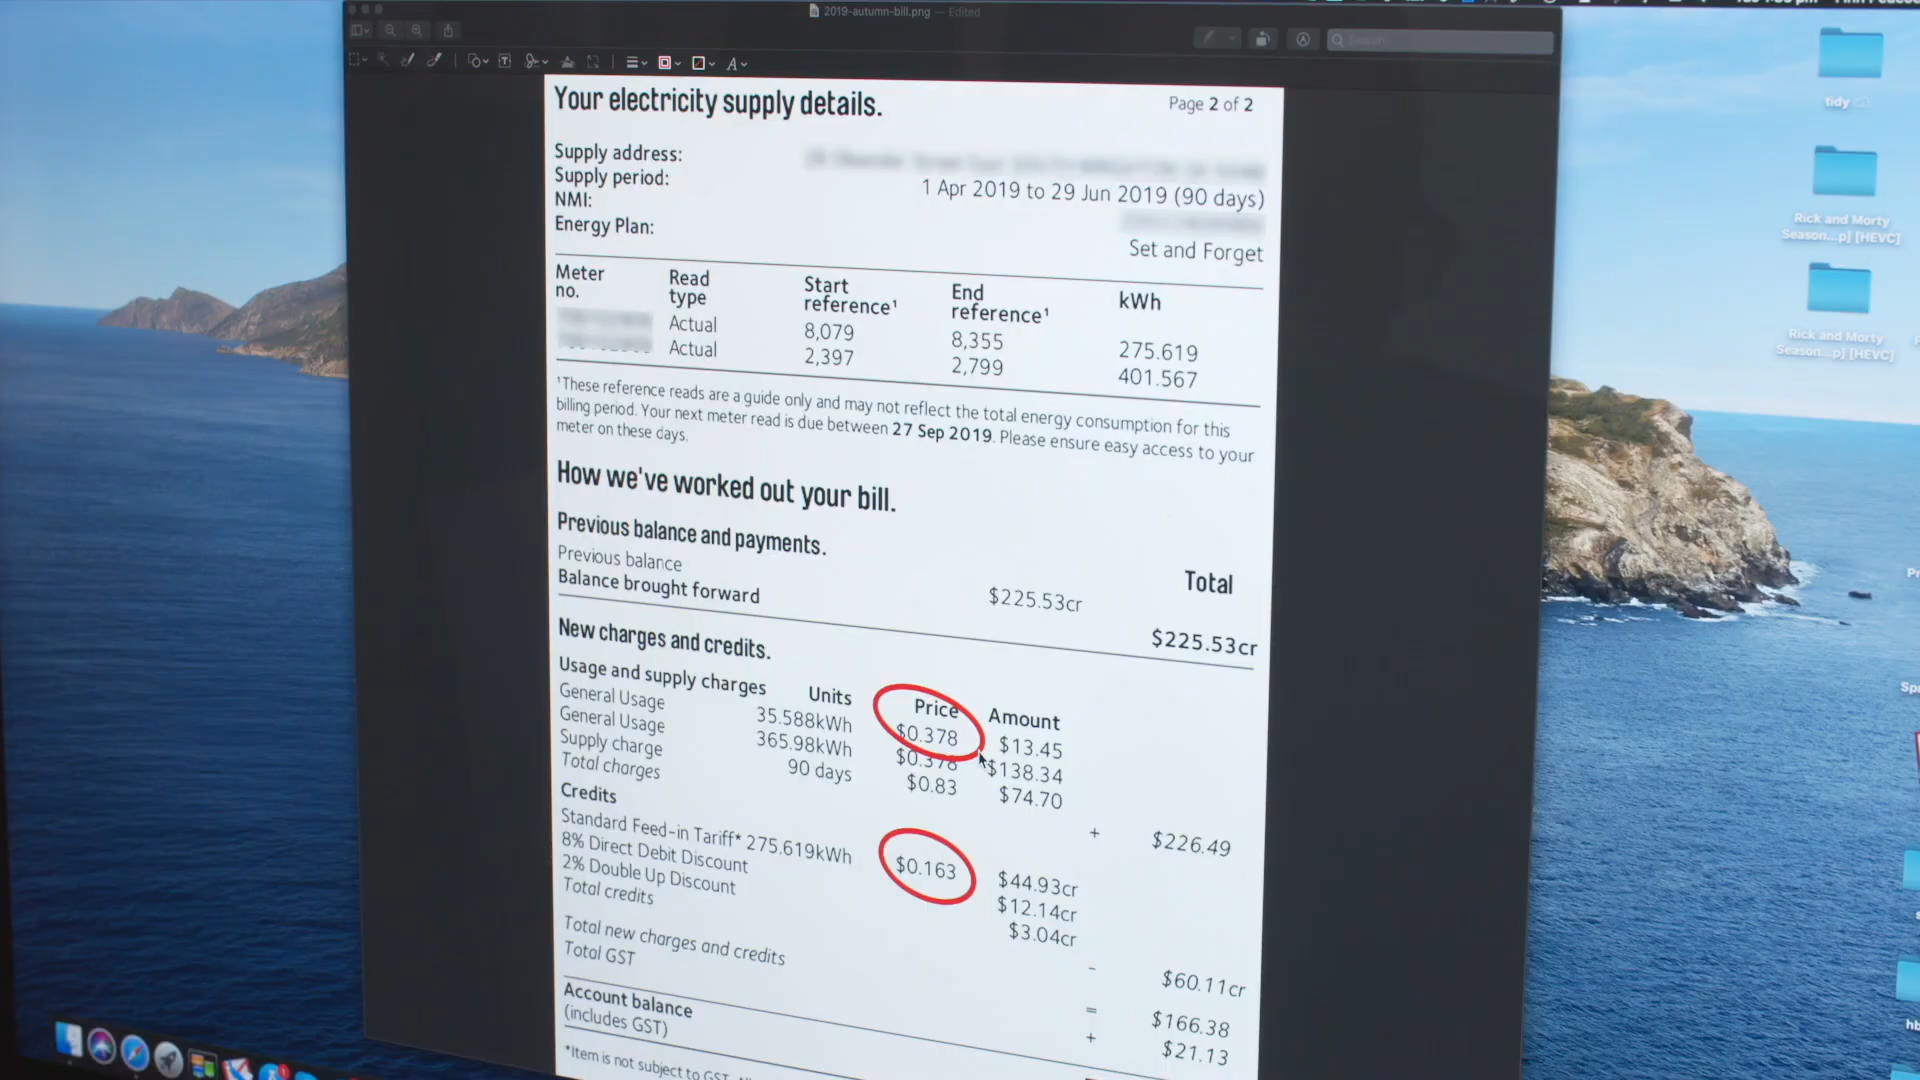 2019-autumn-bill.png — Edited
Search
Your electricity supply details.
Page 2 of 2
Supply address:
Supply period: 1 Apr 2019 to 29 Jun 2019 (90 days)
NMI:
Energy Plan: Set and Forget
Meter no. Read type Start reference¹ End reference¹ kWh
Actual 8,079 8,355 275.619
Actual 2,397 2,799 401.567
¹These reference reads are a guide only and may not reflect the total energy consumption for this
billing period. Your next meter read is due between 27 Sep 2019. Please ensure easy access to your
meter on these days.
How we've worked out your bill.
Previous balance and payments. Total
Previous balance $225.53cr
Balance brought forward $225.53cr
New charges and credits.
Usage and supply charges Units Price Amount
General Usage 35.588kWh $0.378 $13.45
General Usage 365.98kWh $0.378 $138.34
Supply charge 90 days $0.83 $74.70
Total charges + $226.49
Credits
Standard Feed-in Tariff* 275.619kWh $0.163 $44.93cr
8% Direct Debit Discount $12.14cr
2% Double Up Discount $3.04cr
Total credits - $60.11cr
Total new charges and credits = $166.38
Total GST + $21.13
Account balance
(includes GST)
*Item is not subject to GST.
tidy
Rick and Morty
Season...p] [HEVC]
Rick and Morty
Season...p] [HEVC]